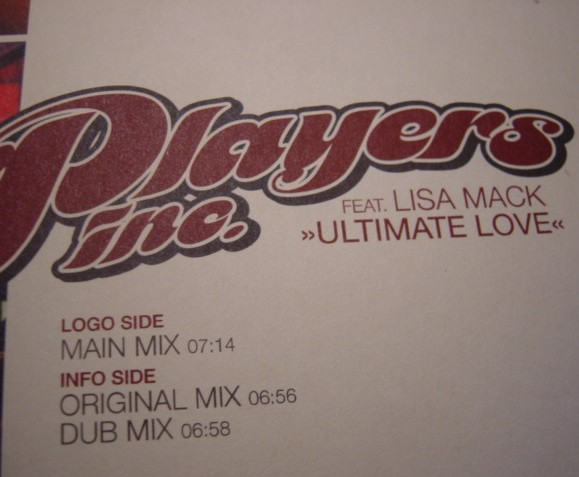 Players
inc.
FEAT. LISA MACK
»ULTIMATE LOVE«
LOGO SIDE
MAIN MIX 07:14
INFO SIDE
ORIGINAL MIX 06:56
DUB MIX 06:58